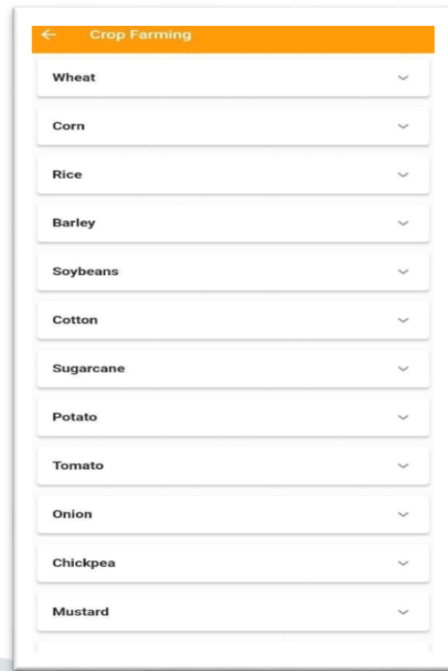 Crop Farming
Wheat
Corn
Rice
Barley
Soybeans
Cotton
Sugarcane
Potato
Tomato
Onion
Chickpea
Mustard